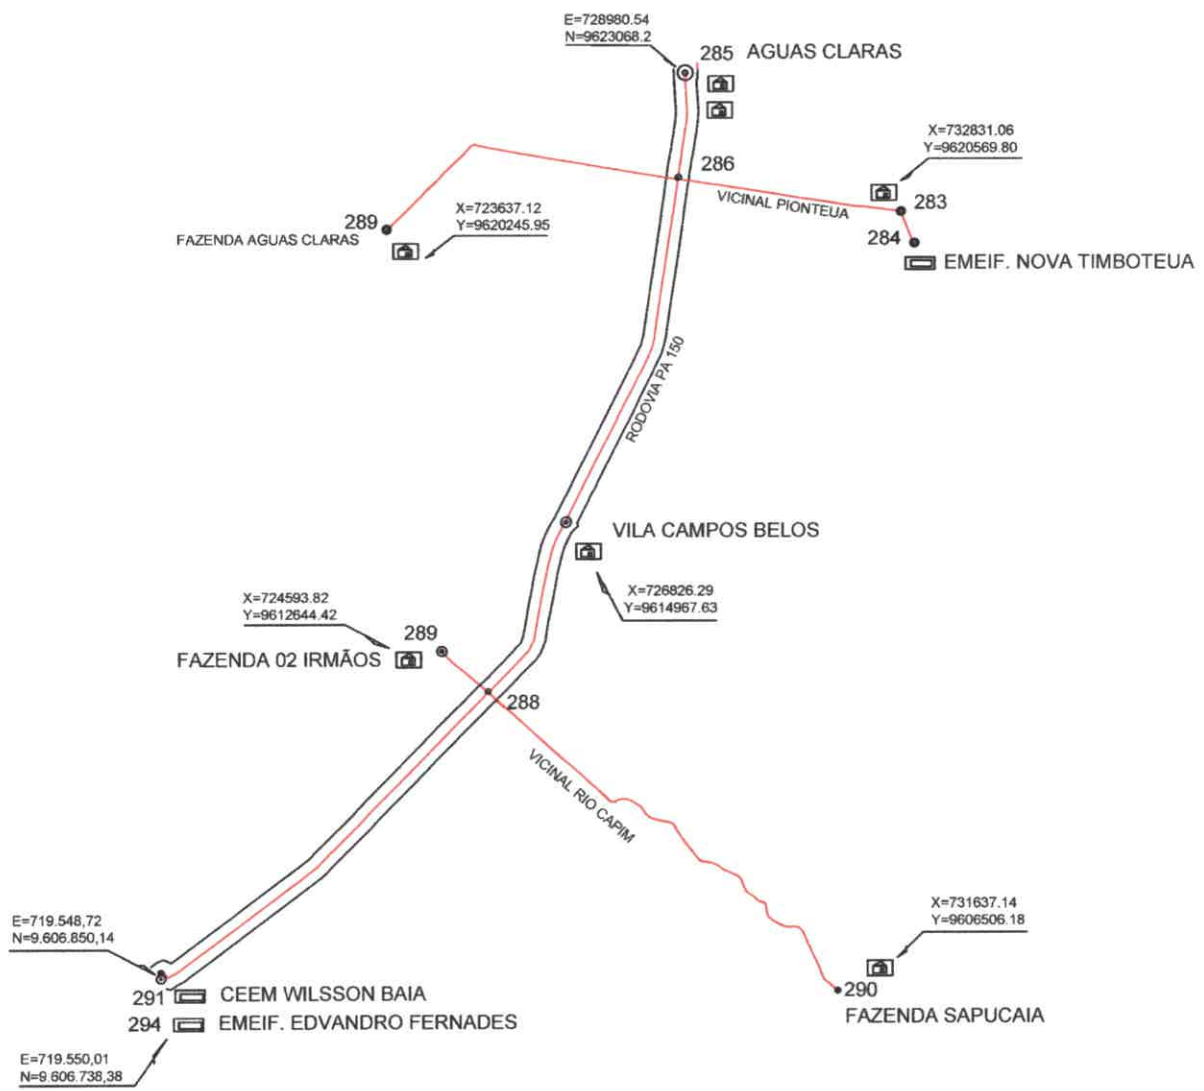 E=728980.54
N=9623068.2
285 AGUAS CLARAS
X=732831.06
Y=9620569.80
286
VICINAL PIONTEUA
283
X=723637.12
Y=9620245.95
289
FAZENDA AGUAS CLARAS
284
EMEIF. NOVA TIMBOTEUA
RODOVIA PA 150
VILA CAMPOS BELOS
X=726826.29
Y=9614967.63
X=724593.82
Y=9612644.42
289
FAZENDA 02 IRMÃOS
288
VICINAL RIO CAPIM
X=731637.14
Y=9606506.18
E=719.548,72
N=9.606.850,14
290
FAZENDA SAPUCAIA
291 CEEM WILSSON BAIA
294 EMEIF. EDVANDRO FERNADES
E=719.550,01
N=9.606.738,38